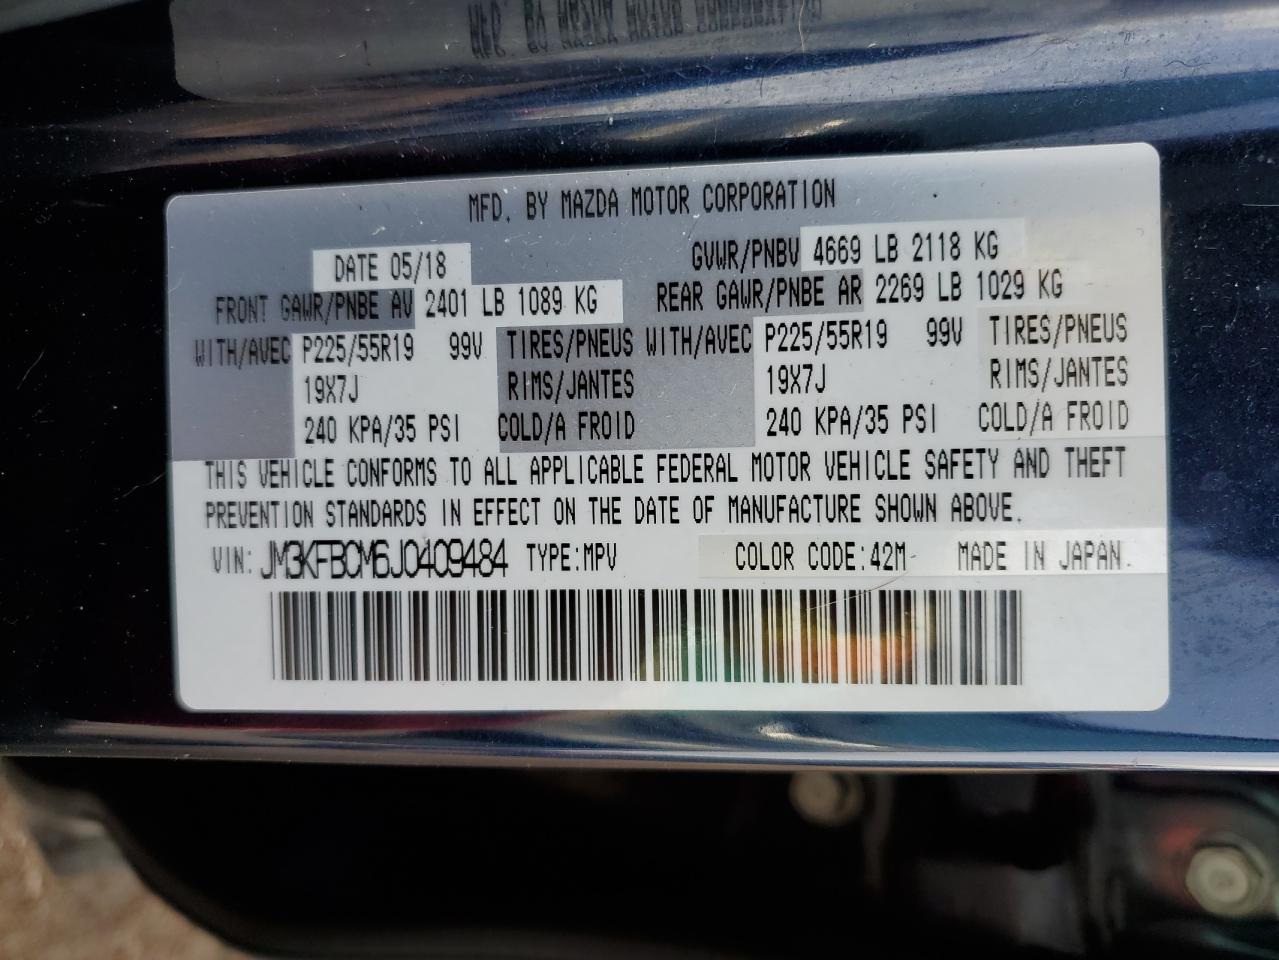 MFD. BY MAZDA MOTOR CORPORATION
DATE 05/18 GVWR/PNBV 4669 LB 2118 KG
FRONT GAWR/PNBE AV 2401 LB 1089 KG REAR GAWR/PNBE AR 2269 LB 1029 KG
WITH/AVEC P225/55R19 99V TIRES/PNEUS WITH/AVEC P225/55R19 99V TIRES/PNEUS
19X7J RIMS/JANTES 19X7J RIMS/JANTES
240 KPA/35 PSI COLD/A FROID 240 KPA/35 PSI COLD/A FROID
THIS VEHICLE CONFORMS TO ALL APPLICABLE FEDERAL MOTOR VEHICLE SAFETY AND THEFT
PREVENTION STANDARDS IN EFFECT ON THE DATE OF MANUFACTURE SHOWN ABOVE.
VIN: JM3KFBCM6J0409484 TYPE:MPV COLOR CODE:42M MADE IN JAPAN.